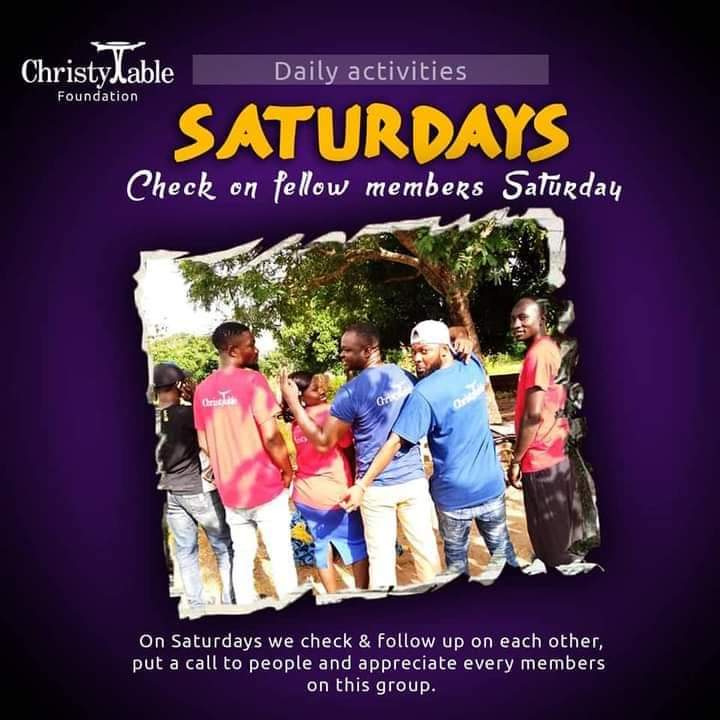 ChristyTable
Foundation
Daily activities
SATURDAYS
Check on fellow members Saturday
ChristyTable
On Saturdays we check & follow up on each other,
put a call to people and appreciate every members
on this group.